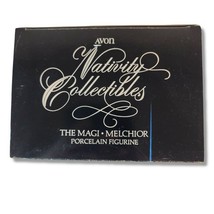 AVON
Nativity
Collectibles
THE MAGI • MELCHIOR
PORCELAIN FIGURINE